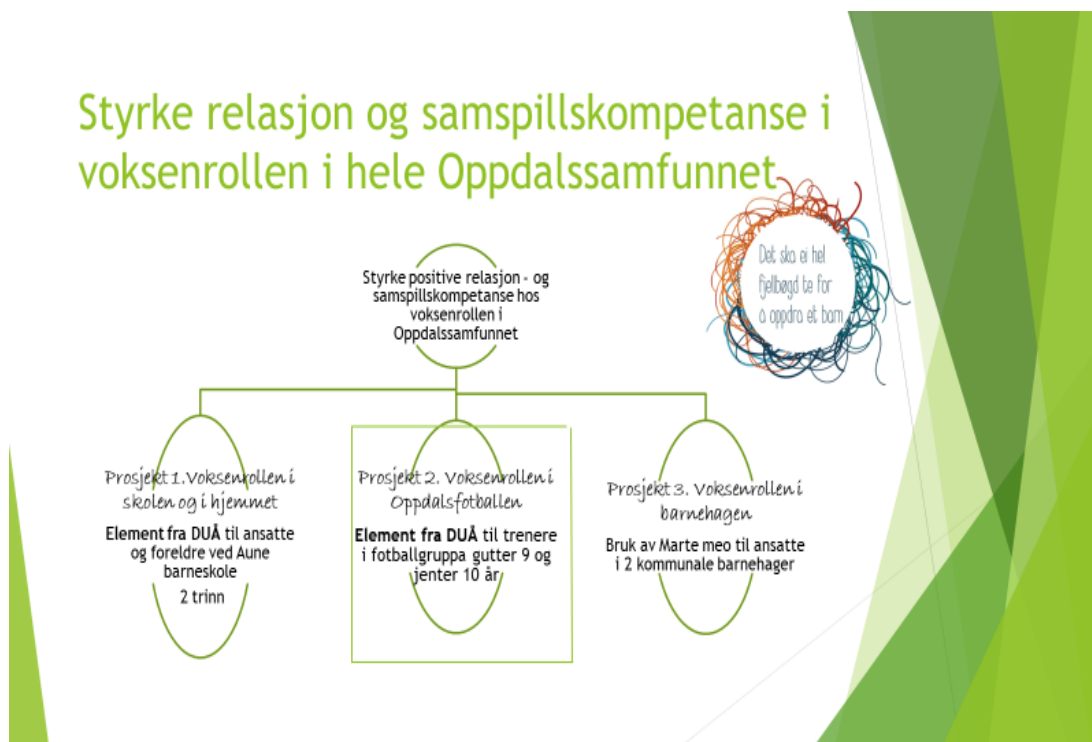 Styrke relasjon og samspillskompetanse i
voksenrollen i hele Oppdalssamfunnet
Det ska ei hel
fjellbøgd te for
å oppdra et barn
Styrke positive relasjon - og
samspillskompetanse hos
voksenrollen i
Oppdalssamfunnet
Prosjekt 1.Voksenrollen i
skolen og i hjemmet
Element fra DUÅ til ansatte
og foreldre ved Aune
barneskole
2 trinn
Prosjekt 2. Voksenrollen i
Oppdalsfotballen
Element fra DUÅ til trenere
i fotballgruppa gutter 9 og
jenter 10 år
Prosjekt 3. Voksenrollen i
barnehagen
Bruk av Marte meo til ansatte
i 2 kommunale barnehager